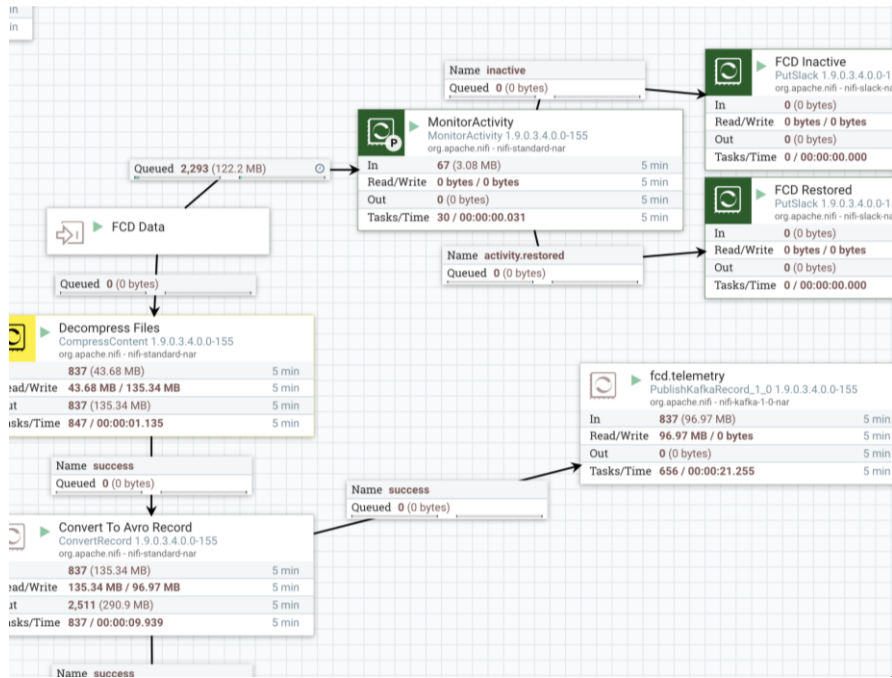 in
in
Name inactive
Queued 0 (0 bytes)
FCD Inactive
PutSlack 1.9.0.3.4.0.0-1
org.apache.nifi - nifi-slack-na
In 0 (0 bytes)
Read/Write 0 bytes / 0 bytes
Out 0 (0 bytes)
Tasks/Time 0 / 00:00:00.000
P
MonitorActivity
MonitorActivity 1.9.0.3.4.0.0-155
org.apache.nifi - nifi-standard-nar
In 67 (3.08 MB) 5 min
Read/Write 0 bytes / 0 bytes 5 min
Out 0 (0 bytes) 5 min
Tasks/Time 30 / 00:00:00.031 5 min
Queued 2,293 (122.2 MB)
FCD Restored
PutSlack 1.9.0.3.4.0.0-1
org.apache.nifi - nifi-slack-na
In 0 (0 bytes)
Read/Write 0 bytes / 0 bytes
Out 0 (0 bytes)
Tasks/Time 0 / 00:00:00.000
FCD Data
Name activity.restored
Queued 0 (0 bytes)
Queued 0 (0 bytes)
Decompress Files
CompressContent 1.9.0.3.4.0.0-155
org.apache.nifi - nifi-standard-nar
837 (43.68 MB) 5 min
ead/Write 43.68 MB / 135.34 MB 5 min
ut 837 (135.34 MB) 5 min
asks/Time 847 / 00:00:01.135 5 min
fcd.telemetry
PublishKafkaRecord_1_0 1.9.0.3.4.0.0-155
org.apache.nifi - nifi-kafka-1-0-nar
In 837 (96.97 MB) 5 min
Read/Write 96.97 MB / 0 bytes 5 min
Out 0 (0 bytes) 5 min
Tasks/Time 656 / 00:00:21.255 5 min
Name success
Queued 0 (0 bytes)
Name success
Queued 0 (0 bytes)
Convert To Avro Record
ConvertRecord 1.9.0.3.4.0.0-155
org.apache.nifi - nifi-standard-nar
837 (135.34 MB) 5 min
ead/Write 135.34 MB / 96.97 MB 5 min
ut 2,511 (290.9 MB) 5 min
asks/Time 837 / 00:00:09.939 5 min
Name success